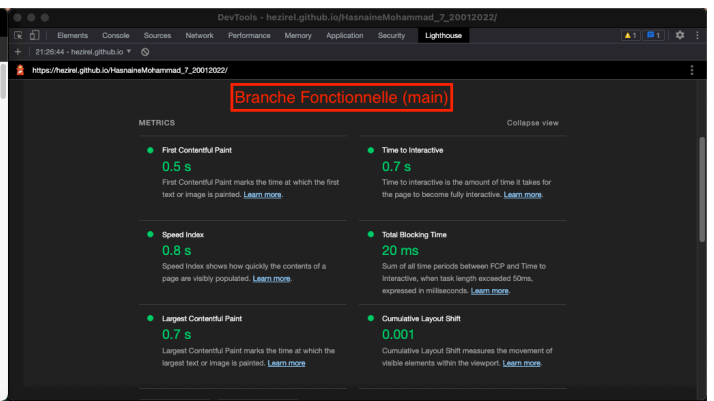 DevTools - hezirel.github.io/HasnaineMohammad_7_20012022/
Elements Console Sources Network Performance Memory Application Security Lighthouse 1 1
21:26:44 - hezirel.github.io
https://hezirel.github.io/HasnaineMohammad_7_20012022/
Branche Fonctionnelle (main)
METRICS Collapse view
First Contentful Paint
0.5 s
First Contentful Paint marks the time at which the first
text or image is painted. Learn more.
Time to Interactive
0.7 s
Time to interactive is the amount of time it takes for
the page to become fully interactive. Learn more.
Speed Index
0.8 s
Speed Index shows how quickly the contents of a
page are visibly populated. Learn more.
Total Blocking Time
20 ms
Sum of all time periods between FCP and Time to
Interactive, when task length exceeded 50ms,
expressed in milliseconds. Learn more.
Largest Contentful Paint
0.7 s
Largest Contentful Paint marks the time at which the
largest text or image is painted. Learn more
Cumulative Layout Shift
0.001
Cumulative Layout Shift measures the movement of
visible elements within the viewport. Learn more.